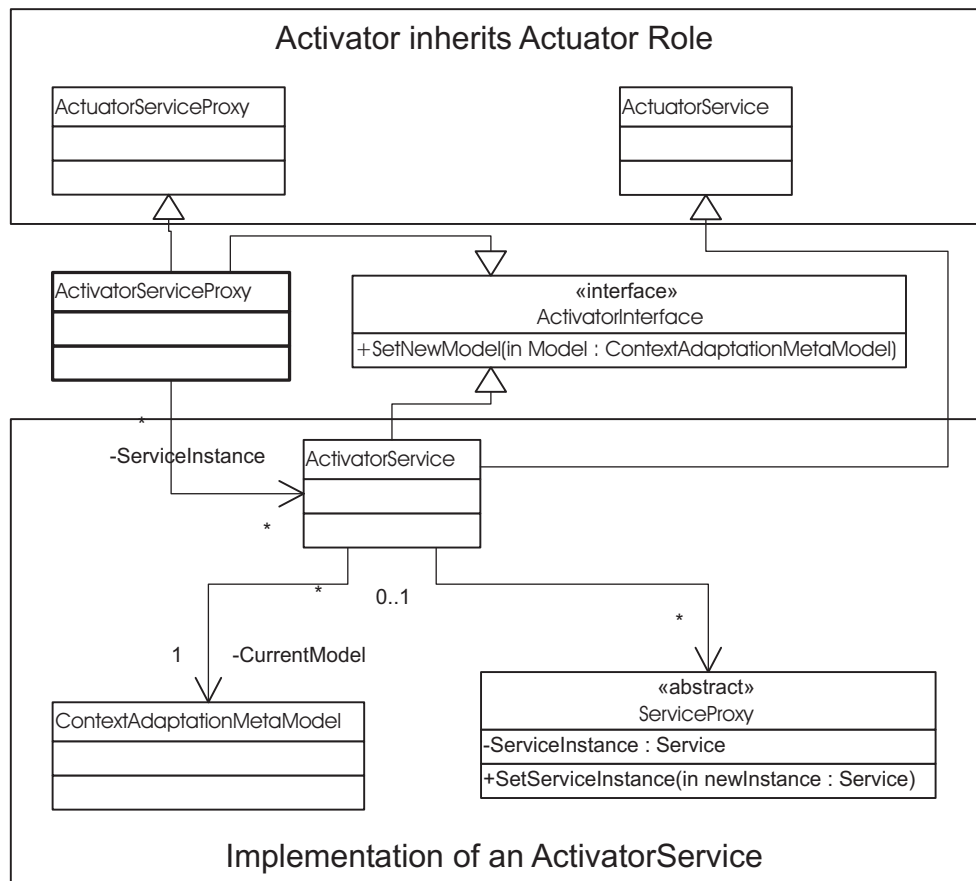 Activator inherits Actuator Role
ActuatorServiceProxy
ActuatorService
ActivatorServiceProxy
«interface»
ActivatorInterface
+SetNewModel(in Model : ContextAdaptationMetaModel)
*
-ServiceInstance
*
ActivatorService
*
0..1
1
-CurrentModel
*
ContextAdaptationMetaModel
«abstract»
ServiceProxy
-ServiceInstance : Service
+SetServiceInstance(in newInstance : Service)
Implementation of an ActivatorService